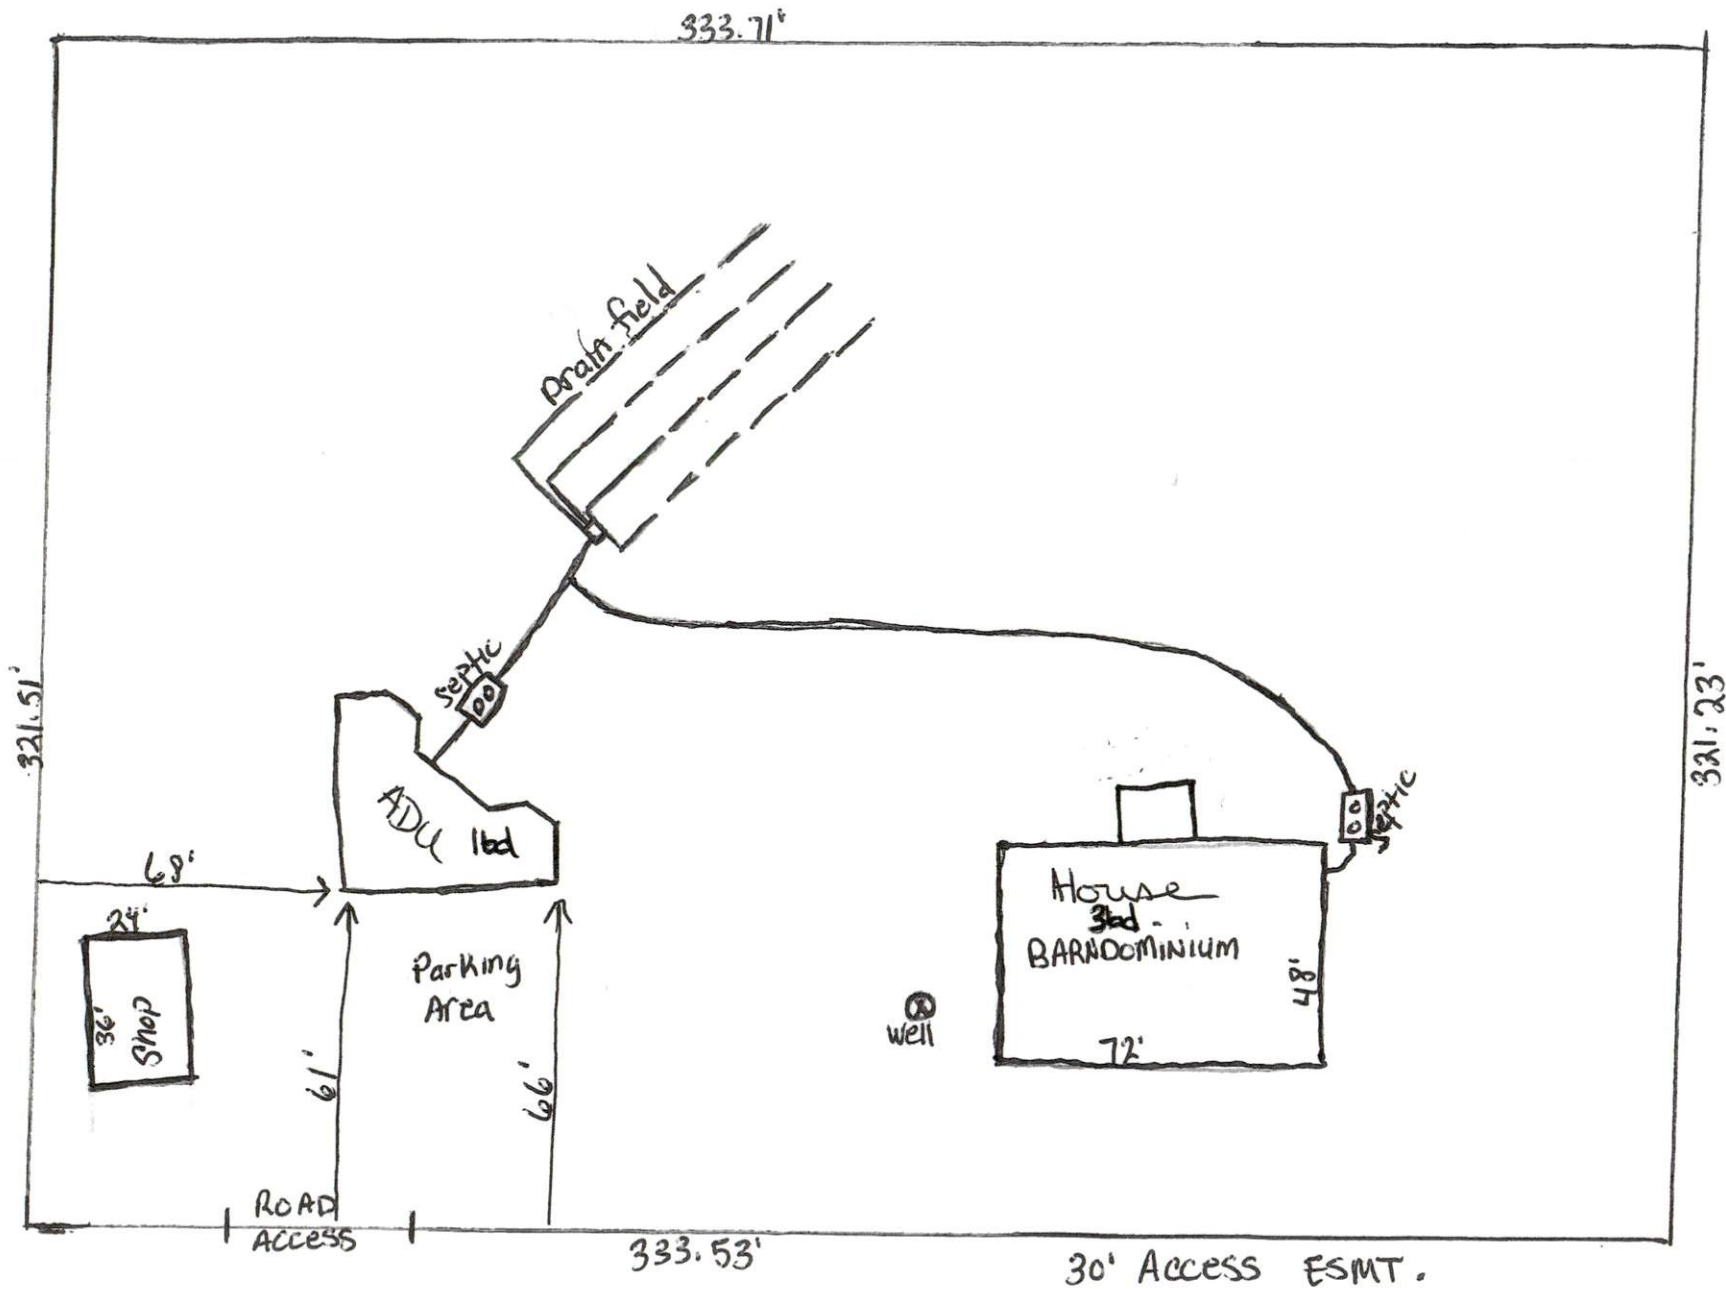 333.71'
Drain field
321.51'
septic
321.23'
septic
ADU
1bd
68'
24'
36'
Shop
Parking
Area
61'
66'
well
House
3bd
BARNDOMINIUM
48'
72'
ROAD
ACCESS
333.53'
30' ACCESS ESMT.